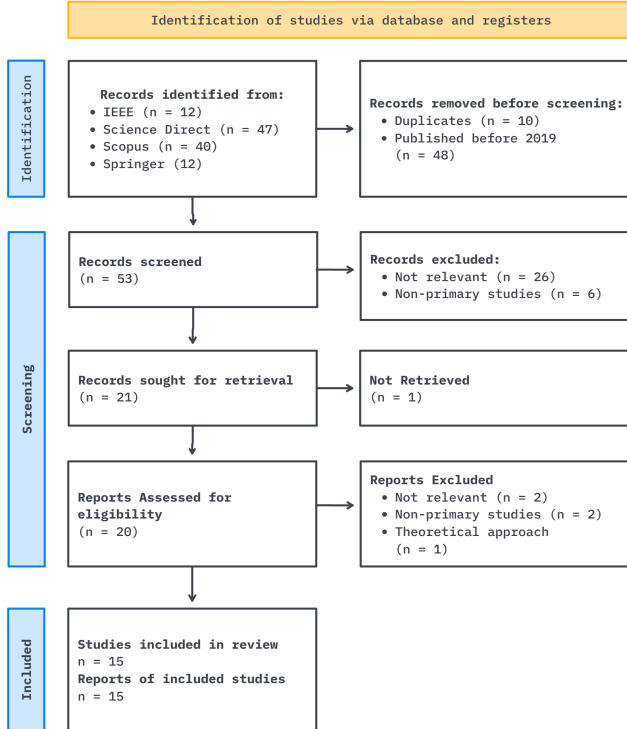 Identification of studies via database and registers
Identification
Records identified from:
• IEEE (n = 12)
• Science Direct (n = 47)
• Scopus (n = 40)
• Springer (12)
Records removed before screening:
• Duplicates (n = 10)
• Published before 2019
(n = 48)
Screening
Records screened
(n = 53)
Records excluded:
• Not relevant (n = 26)
• Non-primary studies (n = 6)
Records sought for retrieval
(n = 21)
Not Retrieved
(n = 1)
Reports Assessed for
eligibility
(n = 20)
Reports Excluded
• Not relevant (n = 2)
• Non-primary studies (n = 2)
• Theoretical approach
(n = 1)
Included
Studies included in review
n = 15
Reports of included studies
n = 15